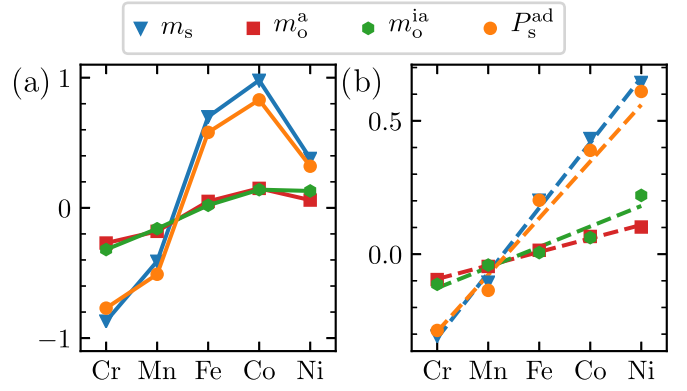 m_s m_o^a m_o^ia P_s^ad
(a) (b)
1
0.5
0
0.0
−1
Cr Mn Fe Co Ni Cr Mn Fe Co Ni